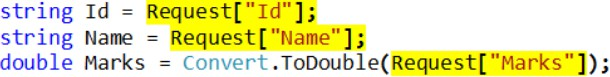 string Id = Request["Id"];
string Name = Request["Name"];
double Marks = Convert.ToDouble(Request["Marks"]);